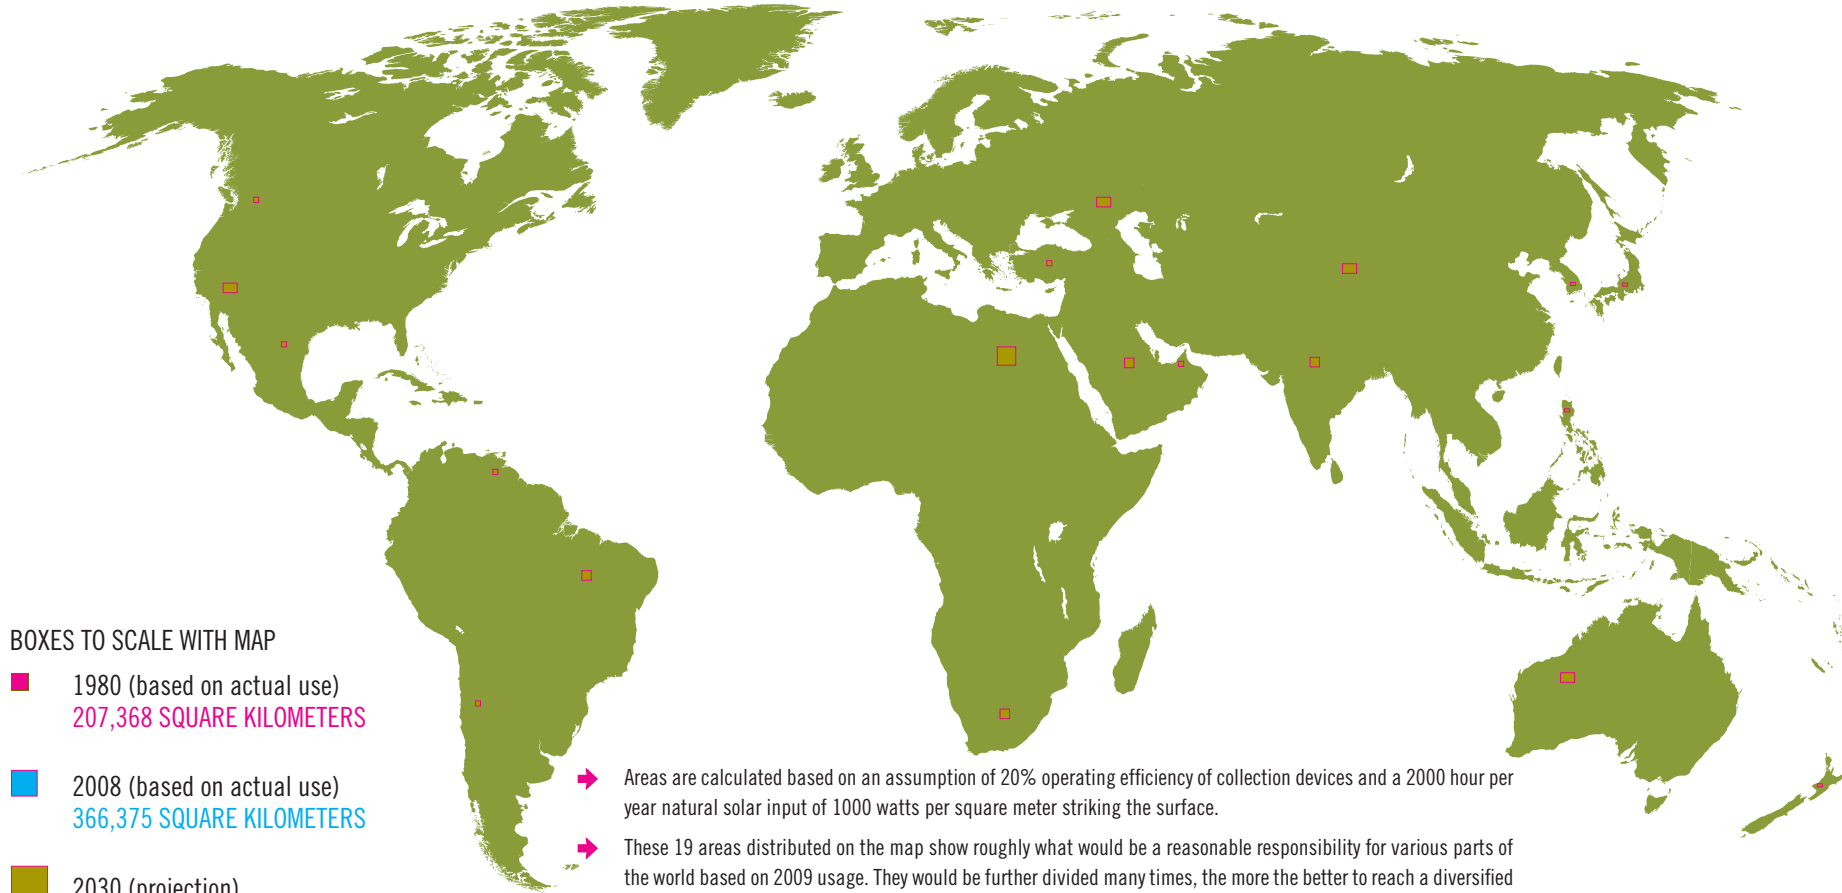 BOXES TO SCALE WITH MAP
1980 (based on actual use)
207,368 SQUARE KILOMETERS
2008 (based on actual use)
366,375 SQUARE KILOMETERS
2030 (projection)
Areas are calculated based on an assumption of 20% operating efficiency of collection devices and a 2000 hour per
year natural solar input of 1000 watts per square meter striking the surface.
These 19 areas distributed on the map show roughly what would be a reasonable responsibility for various parts of
the world based on 2009 usage. They would be further divided many times, the more the better to reach a diversified